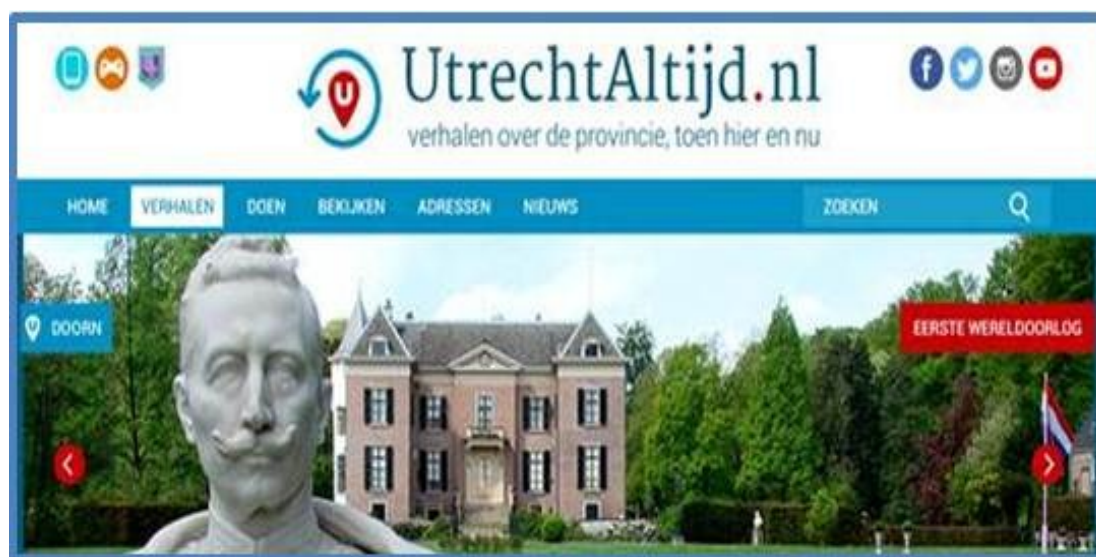 UtrechtAltijd.nl
verhalen over de provincie, toen hier en nu
HOME VERHALEN DOEN BEKIJKEN ADRESSEN NIEUWS ZOEKEN
DOORN
EERSTE WERELDOORLOG